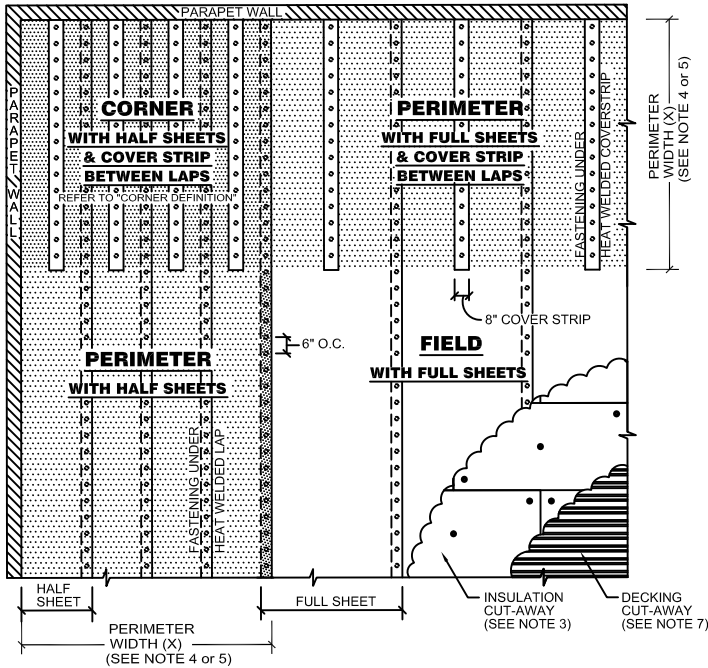 PARAPET WALL
PARAPET WALL
CORNER
WITH HALF SHEETS
& COVER STRIP
BETWEEN LAPS
REFER TO "CORNER DEFINITION"
PERIMETER
WITH FULL SHEETS
& COVER STRIP
BETWEEN LAPS
FASTENING UNDER
HEAT WELDED COVERSTRIP
PERIMETER
WIDTH (X)
(SEE NOTE 4 or 5)
8" COVER STRIP
6" O.C.
FIELD
WITH FULL SHEETS
PERIMETER
WITH HALF SHEETS
FASTENING UNDER
HEAT WELDED LAP
HALF
SHEET
FULL SHEET
INSULATION
CUT-AWAY
(SEE NOTE 3)
DECKING
CUT-AWAY
(SEE NOTE 7)
PERIMETER
WIDTH (X)
(SEE NOTE 4 or 5)